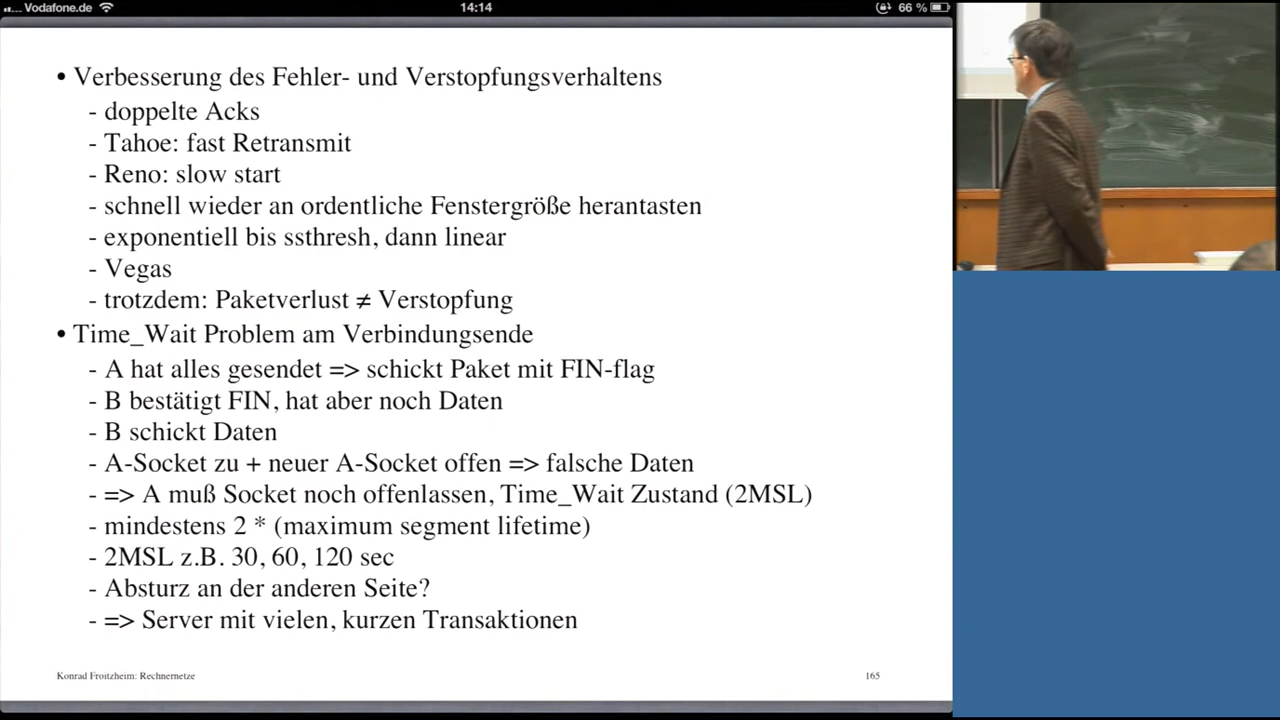 Vodafone.de
14:14
66 %
• Verbesserung des Fehler- und Verstopfungsverhaltens
- doppelte Acks
- Tahoe: fast Retransmit
- Reno: slow start
- schnell wieder an ordentliche Fenstergröße herantasten
- exponentiell bis ssthresh, dann linear
- Vegas
- trotzdem: Paketverlust ≠ Verstopfung
• Time_Wait Problem am Verbindungsende
- A hat alles gesendet => schickt Paket mit FIN-flag
- B bestätigt FIN, hat aber noch Daten
- B schickt Daten
- A-Socket zu + neuer A-Socket offen => falsche Daten
- => A muß Socket noch offenlassen, Time_Wait Zustand (2MSL)
- mindestens 2 * (maximum segment lifetime)
- 2MSL z.B. 30, 60, 120 sec
- Absturz an der anderen Seite?
- => Server mit vielen, kurzen Transaktionen
Konrad Froitzheim: Rechnernetze
165